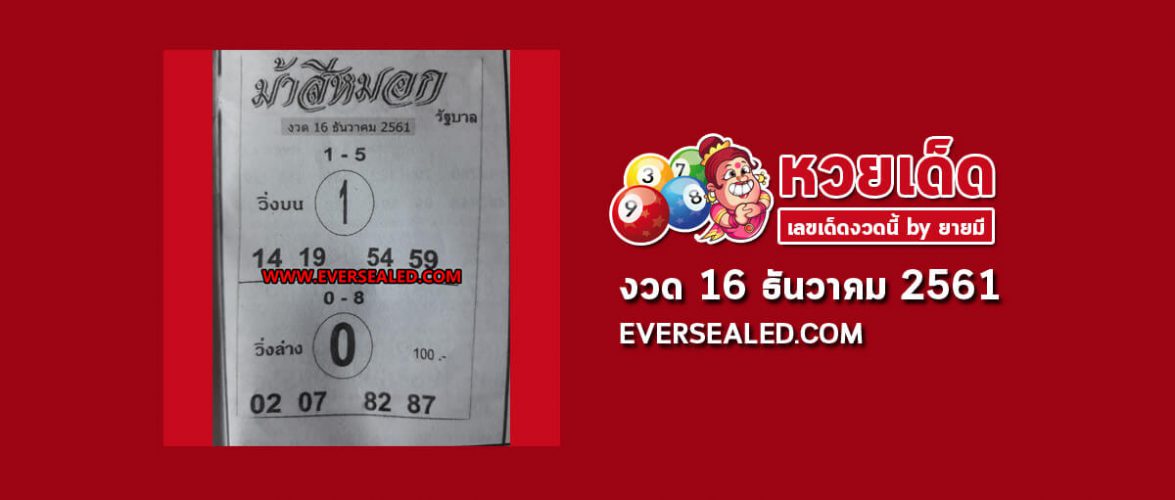 ม้าสีหมอก
รัฐบาล
งวด 16 ธันวาคม 2561
1 - 5
วิ่งบน 1
14 19 54 59
WWW.EVERSEALED.COM
0 - 8
วิ่งล่าง 0 100.-
02 07 82 87
3 7
9 8
หวยเด็ด
เลขเด็ดงวดนี้ by ยายมี
งวด 16 ธันวาคม 2561
EVERSEALED.COM